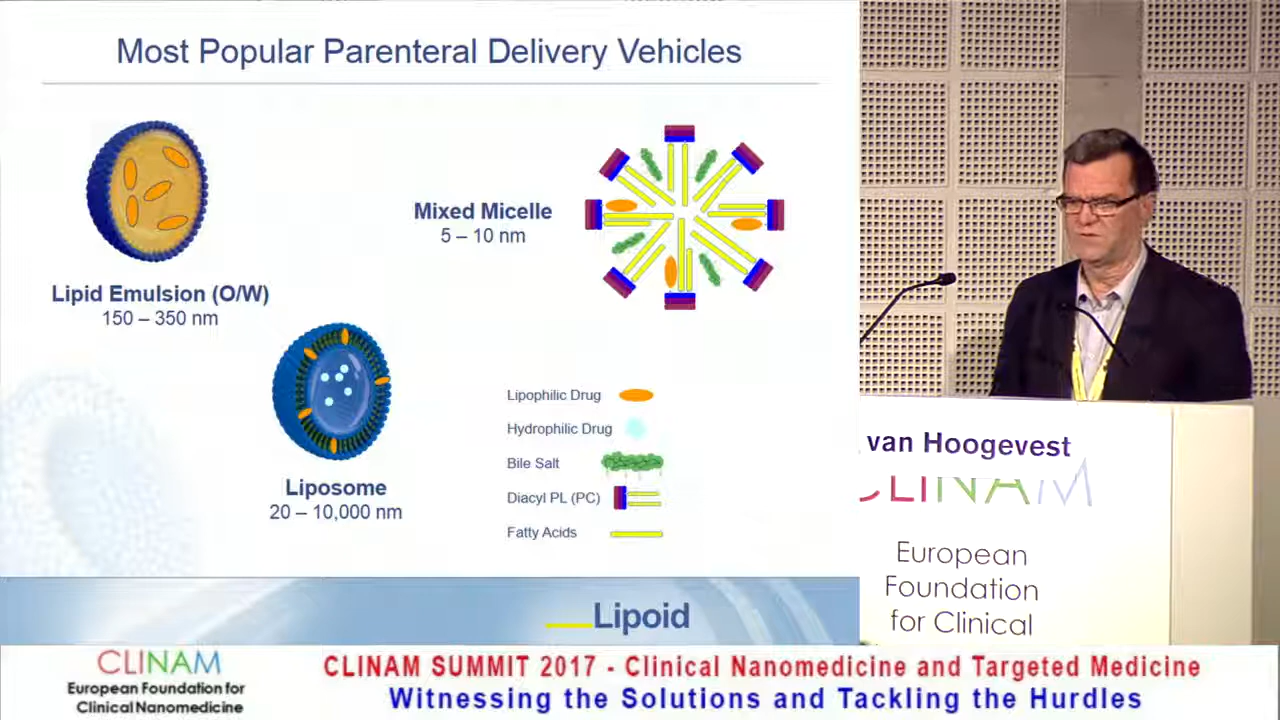 Most Popular Parenteral Delivery Vehicles
Mixed Micelle
5 – 10 nm
Lipid Emulsion (O/W)
150 – 350 nm
Liposome
20 – 10,000 nm
Lipophilic Drug
Hydrophilic Drug
Bile Salt
Diacyl PL (PC)
Fatty Acids
Lipoid
van Hoogevest
CLINAM
European
Foundation
for Clinical
CLINAM
European Foundation for
Clinical Nanomedicine
CLINAM SUMMIT 2017 - Clinical Nanomedicine and Targeted Medicine
Witnessing the Solutions and Tackling the Hurdles